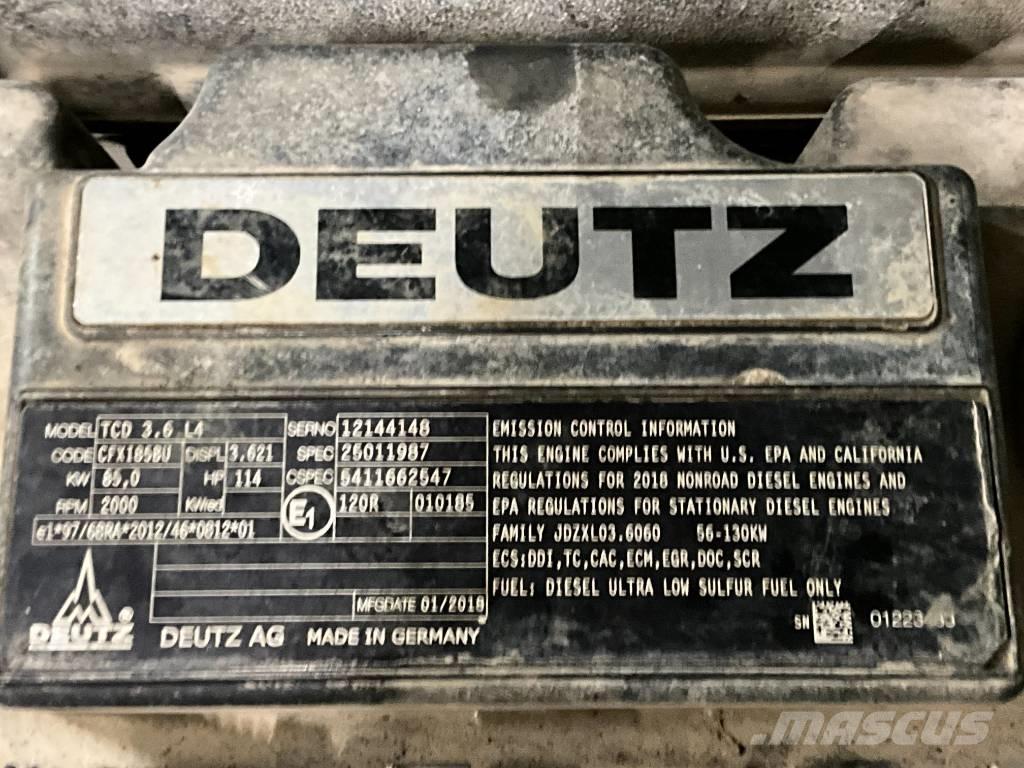 DEUTZ
MODEL TCD 3,6 L4 SERNO 12144148
CODE DISPL 3,621 SPEC 25011987
KW 85,0 HP 114 CSPEC 5411662547
RPM 2000 KWred E1 120R 010185
e1*97/68RA*2012/46*0812*01
MFGDATE 01/2018
DEUTZ®
DEUTZ AG MADE IN GERMANY
EMISSION CONTROL INFORMATION
THIS ENGINE COMPLIES WITH U.S. EPA AND CALIFORNIA
REGULATIONS FOR 2018 NONROAD DIESEL ENGINES AND
EPA REGULATIONS FOR STATIONARY DIESEL ENGINES
FAMILY JDZXL03.6060 56-130KW
ECS:DDI,TC,CAC,ECM,EGR,DOC,SCR
FUEL: DIESEL ULTRA LOW SULFUR FUEL ONLY
SN
MASCUS